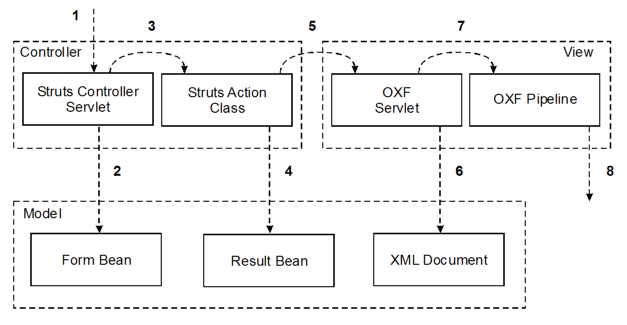 1
3
5
7
Controller
View
Struts Controller
Servlet
Struts Action
Class
OXF
Servlet
OXF Pipeline
2
4
6
8
Model
Form Bean
Result Bean
XML Document